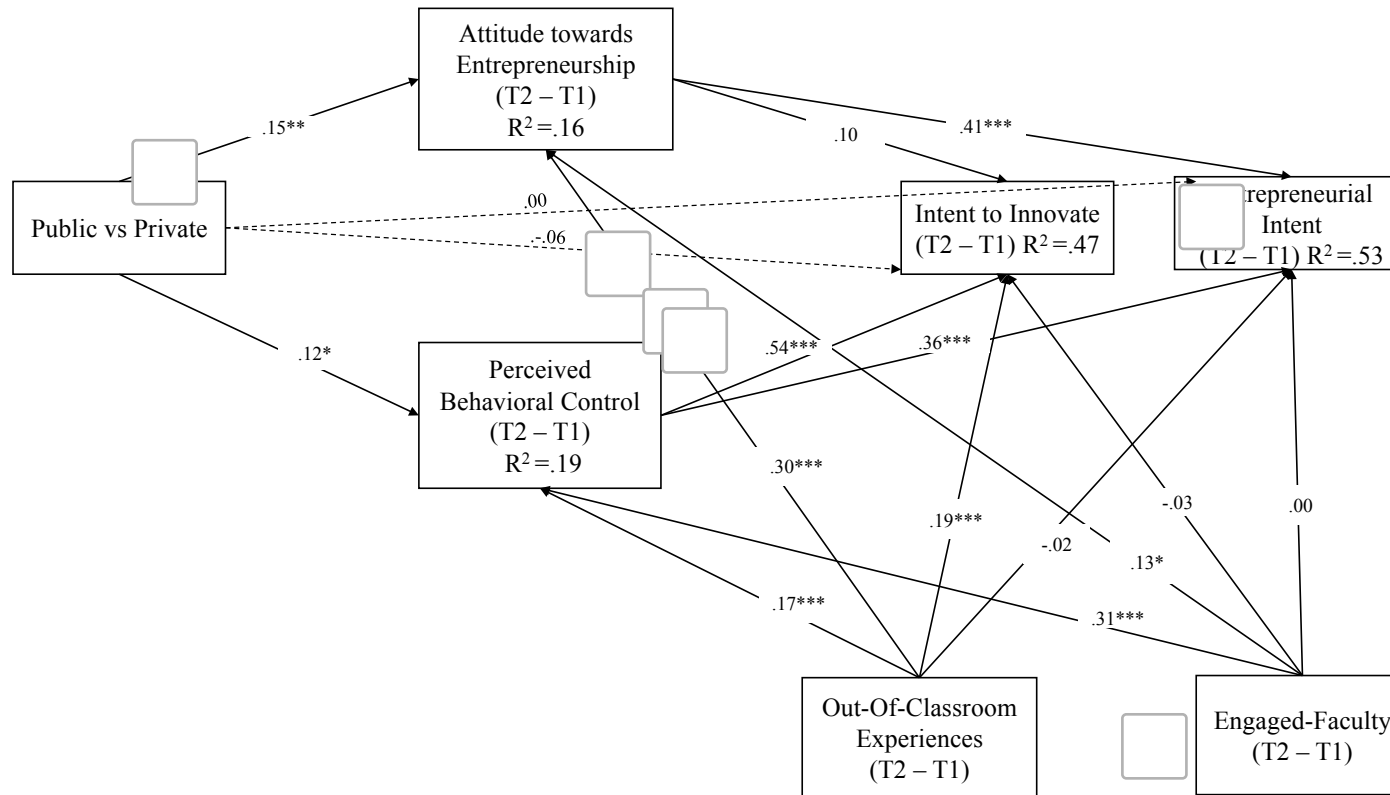 Attitude towards
Entrepreneurship
(T2 – T1)
R² =.16
.15**
.10
.41***
Public vs Private
.00
.-.06
Intent to Innovate
(T2 – T1) R² =.47
Intent
(T2 – T1) R² =.53
.12*
.54***
.36***
Perceived
Behavioral Control
(T2 – T1)
R² =.19
.30***
.19***
-.02
-.03
.00
.13*
.17***
.31***
Out-Of-Classroom
Experiences
(T2 – T1)
Engaged-Faculty
(T2 – T1)